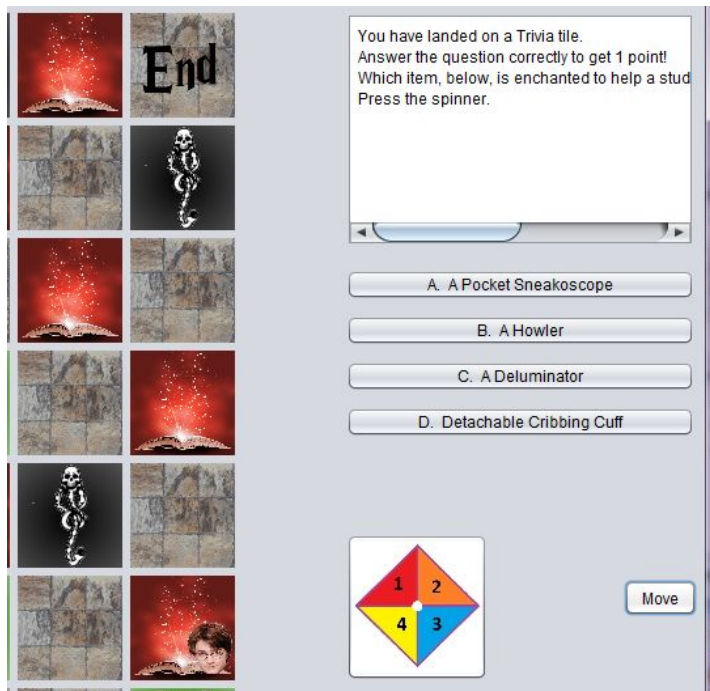 End
You have landed on a Trivia tile.
Answer the question correctly to get 1 point!
Which item, below, is enchanted to help a stud
Press the spinner.
A. A Pocket Sneakoscope
B. A Howler
C. A Deluminator
D. Detachable Cribbing Cuff
1 2
4 3
Move